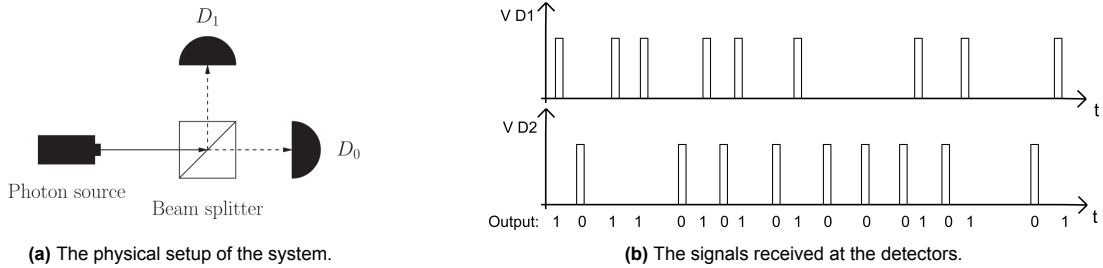 D₁
D₀
Photon source
Beam splitter
(a) The physical setup of the system.
V D1
t
V D2
t
Output: 1 0 1 1 0 1 0 1 0 1 0 0 0 1 0 1 0 1
(b) The signals received at the detectors.